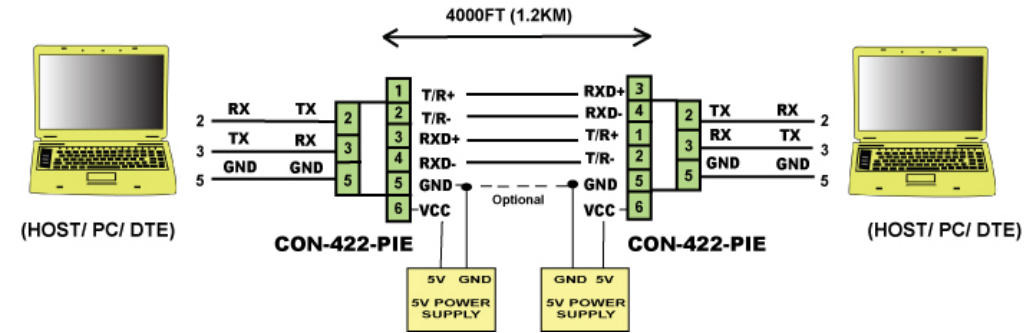 4000FT (1.2KM)
1 T/R+ RXD+ 3
2 T/R- RXD- 4
3 RXD+ T/R+ 1
4 RXD- T/R- 2
5 GND GND 5
Optional
6 VCC VCC 6
2 RX TX 2
3 TX RX 3
5 GND GND 5
2 TX RX 2
3 RX TX 3
5 GND GND 5
(HOST/ PC/ DTE)
CON-422-PIE
CON-422-PIE
(HOST/ PC/ DTE)
5V GND
5V POWER
SUPPLY
GND 5V
5V POWER
SUPPLY